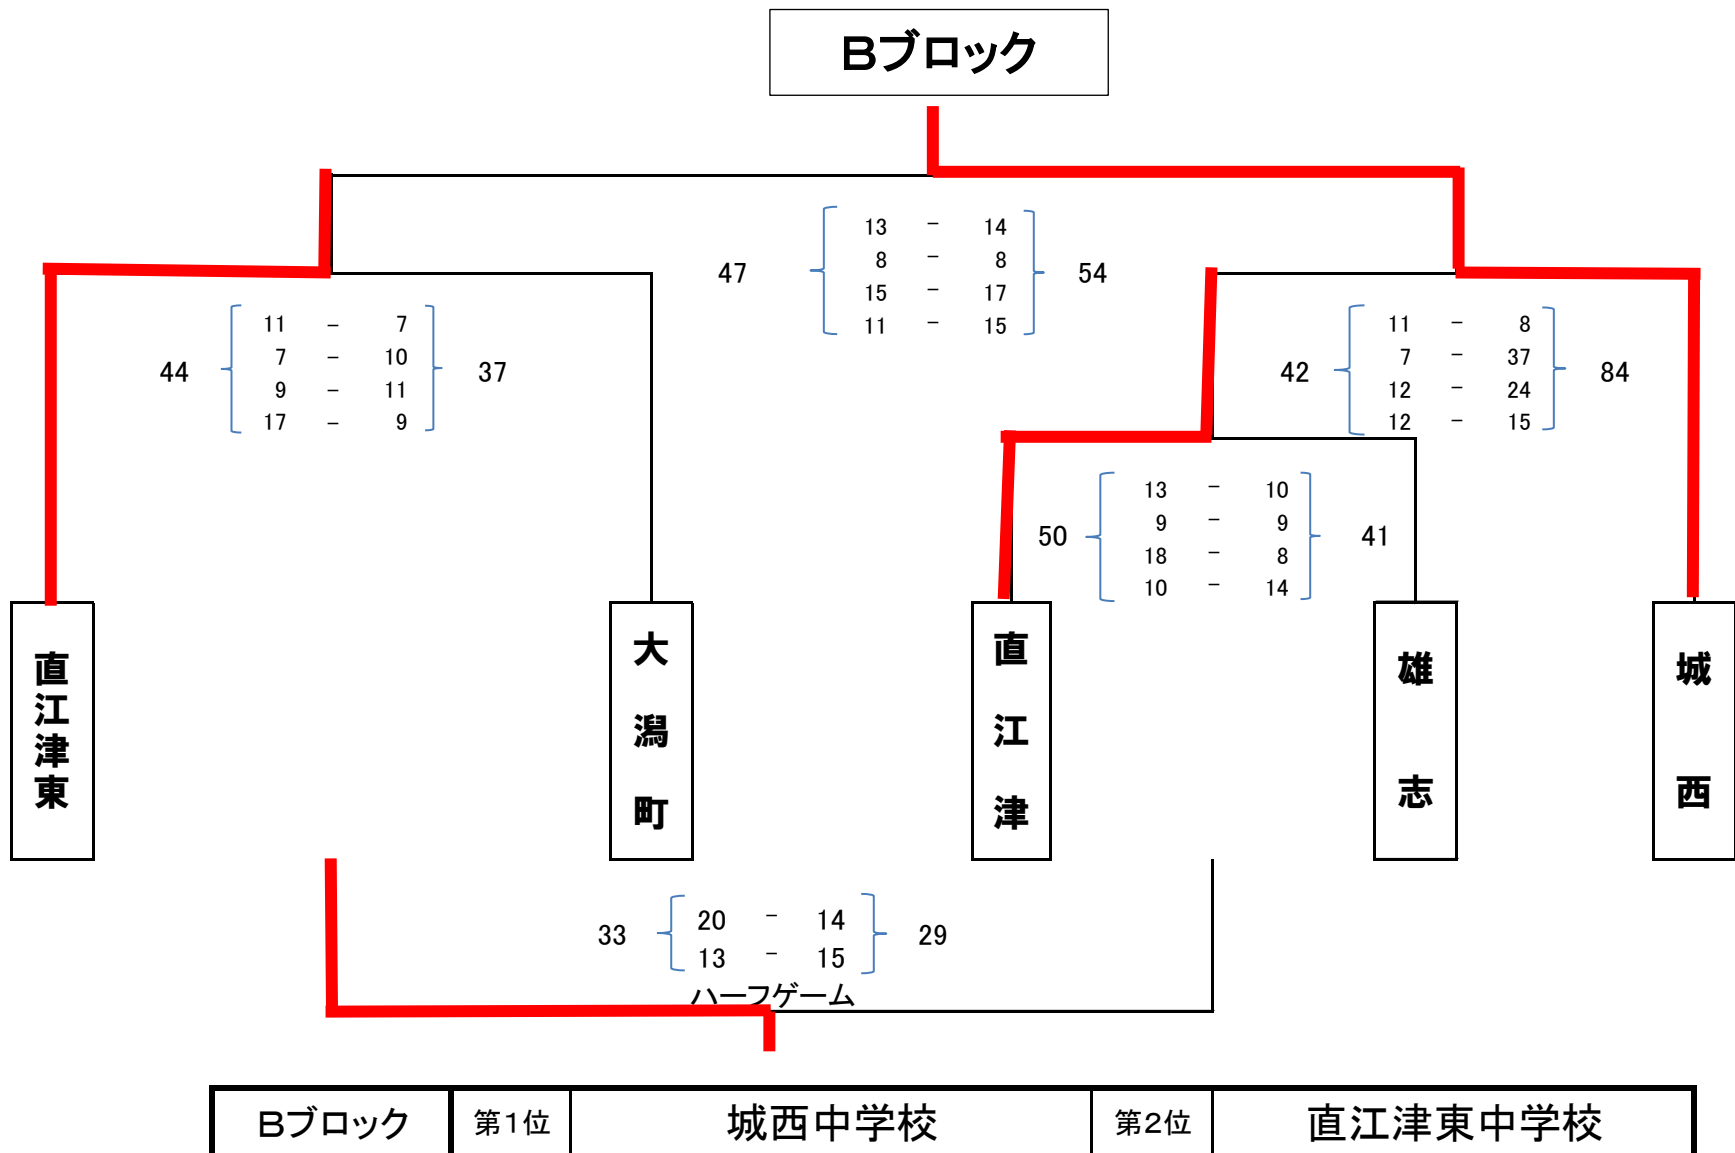 Bブロック
13 - 14
8 - 8
15 - 17
11 - 15
47
54
11 - 7
7 - 10
9 - 11
17 - 9
44
37
11 - 8
7 - 37
12 - 24
12 - 15
42
84
13 - 10
9 - 9
18 - 8
10 - 14
50
41
直江津東
大潟町
直江津
雄志
城西
20 - 14
13 - 15
33
29
ハーフゲーム
Bブロック 第1位 城西中学校 第2位 直江津東中学校